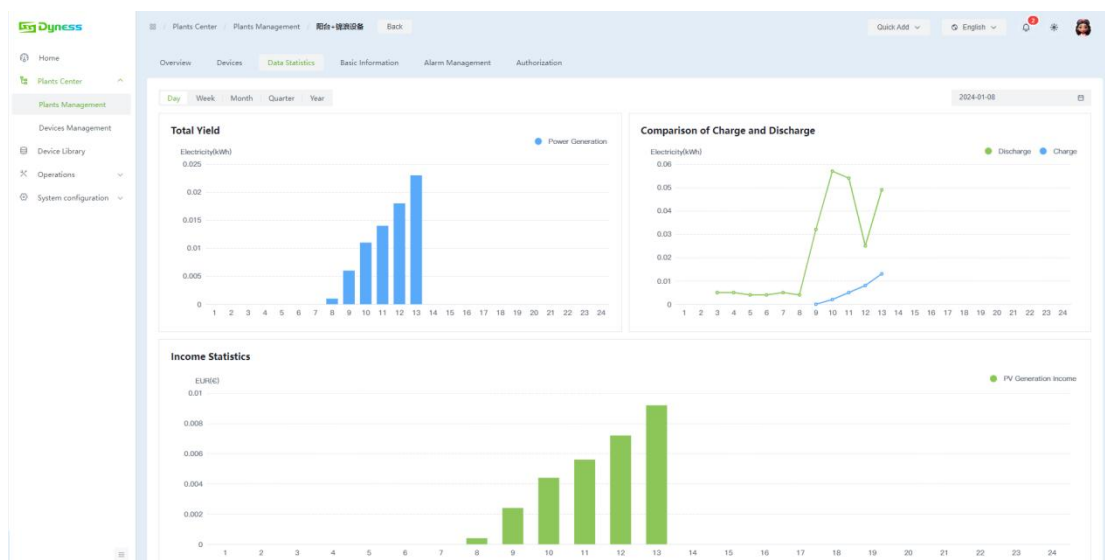 Dyness
Plants Center / Plants Management / 阳台+锦浪设备 Back
Quick Add
English
2
Home
Plants Center
Plants Management
Devices Management
Device Library
Operations
System configuration
Overview Devices Data Statistics Basic Information Alarm Management Authorization
Day Week Month Quarter Year
2024-01-08
Total Yield
Power Generation
Electricity(kWh)
0.025
0.02
0.015
0.01
0.005
0
1 2 3 4 5 6 7 8 9 10 11 12 13 14 15 16 17 18 19 20 21 22 23 24
Comparison of Charge and Discharge
Discharge Charge
Electricity(kWh)
0.06
0.05
0.04
0.03
0.02
0.01
0
1 2 3 4 5 6 7 8 9 10 11 12 13 14 15 16 17 18 19 20 21 22 23 24
Income Statistics
PV Generation Income
EUR(€)
0.01
0.008
0.006
0.004
0.002
0
1 2 3 4 5 6 7 8 9 10 11 12 13 14 15 16 17 18 19 20 21 22 23 24